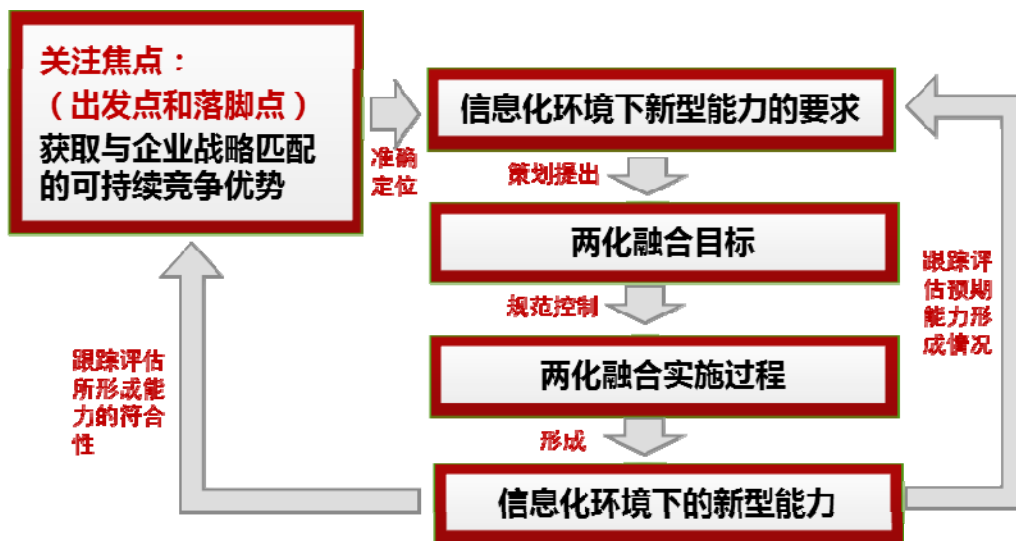 关注焦点：
（出发点和落脚点）
获取与企业战略匹配
的可持续竞争优势
准确
定位
信息化环境下新型能力的要求
策划提出
两化融合目标
规范控制
两化融合实施过程
形成
信息化环境下的新型能力
跟踪评估
所形成能
力的符合
性
跟踪评
估预期
能力形
成情况